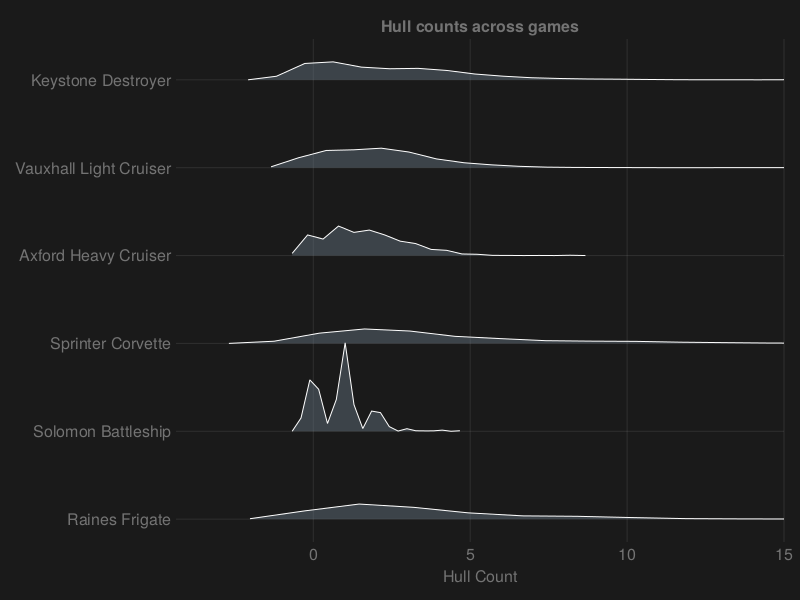 Hull counts across games
Keystone Destroyer
Vauxhall Light Cruiser
Axford Heavy Cruiser
Sprinter Corvette
Solomon Battleship
Raines Frigate
0 5 10 15
Hull Count